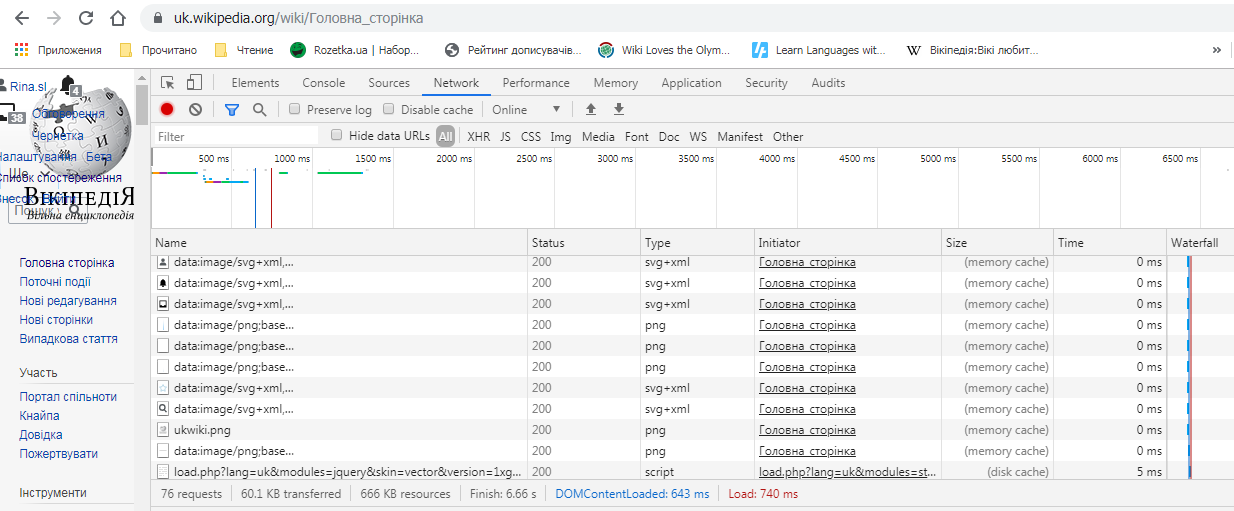 uk.wikipedia.org/wiki/Головна_сторінка
Приложения Прочитано Чтение Rozetka.ua | Набор... Рейтинг дописувачів... Wiki Loves the Olym... Learn Languages wit... Вікіпедія:Вікі любит... »
Elements Console Sources Network Performance Memory Application Security Audits
Preserve log Disable cache Online
Filter Hide data URLs All XHR JS CSS Img Media Font Doc WS Manifest Other
500 ms 1000 ms 1500 ms 2000 ms 2500 ms 3000 ms 3500 ms 4000 ms 4500 ms 5000 ms 5500 ms 6000 ms 6500 ms
Name Status Type Initiator Size Time Waterfall
data:image/svg+xml,... 200 svg+xml Головна_сторінка (memory cache) 0 ms
data:image/svg+xml,... 200 svg+xml Головна_сторінка (memory cache) 0 ms
data:image/svg+xml,... 200 svg+xml Головна_сторінка (memory cache) 0 ms
data:image/png;base... 200 png Головна_сторінка (memory cache) 0 ms
data:image/png;base... 200 png Головна_сторінка (memory cache) 0 ms
data:image/png;base... 200 png Головна_сторінка (memory cache) 0 ms
data:image/svg+xml,... 200 svg+xml Головна_сторінка (memory cache) 0 ms
data:image/svg+xml,... 200 svg+xml Головна_сторінка (memory cache) 0 ms
ukwiki.png 200 png Головна_сторінка (memory cache) 0 ms
data:image/png;base... 200 png Головна_сторінка (memory cache) 0 ms
load.php?lang=uk&modules=jquery&skin=vector&version=1xg... 200 script load.php?lang=uk&modules=st... (disk cache) 5 ms
76 requests 60.1 KB transferred 666 KB resources Finish: 6.66 s DOMContentLoaded: 643 ms Load: 740 ms
Rina.sl 4
38 Обговорення
Чернетка
Налаштування Бета
Ще
Список спостереження
ВікіпедіЯ
Внесок Вийти
Пошук
Вільна енциклопедія
Головна сторінка
Поточні події
Нові редагування
Нові сторінки
Випадкова стаття
Участь
Портал спільноти
Кнайпа
Довідка
Пожертвувати
Інструменти